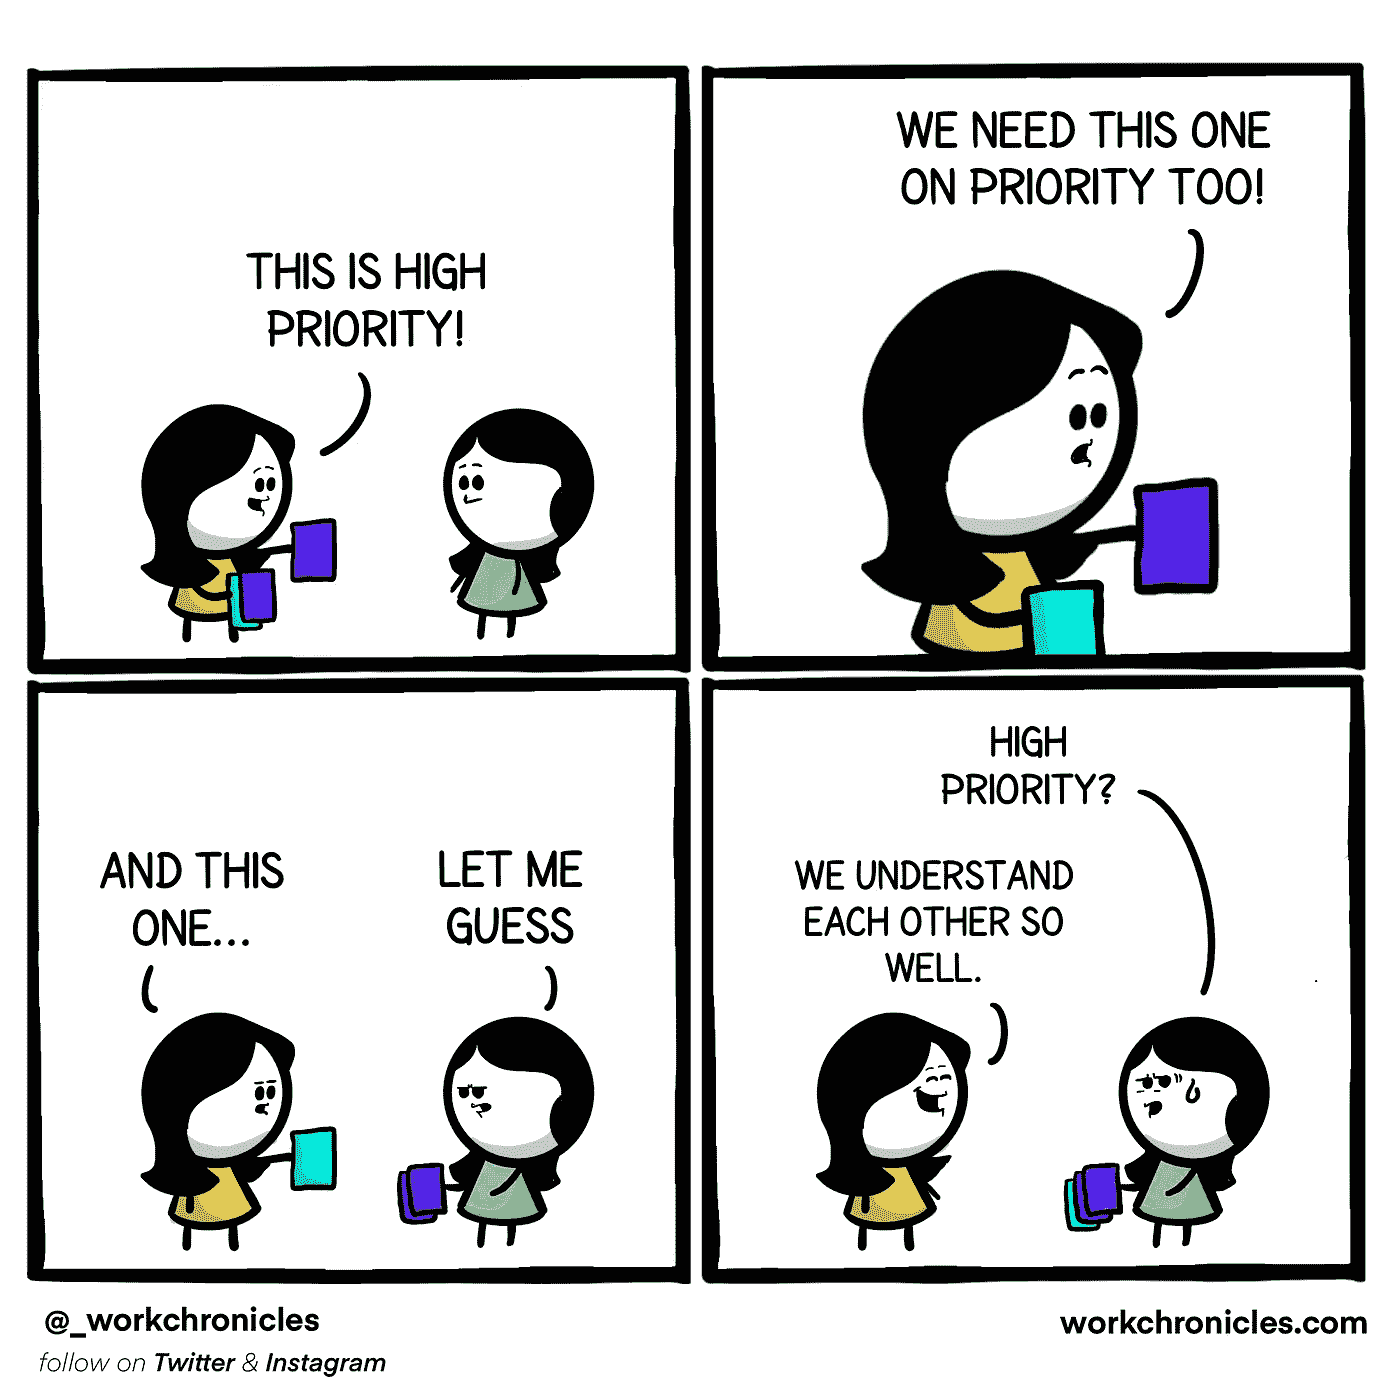 THIS IS HIGH
PRIORITY!
WE NEED THIS ONE
ON PRIORITY TOO!
AND THIS
ONE...
LET ME
GUESS
HIGH
PRIORITY?
WE UNDERSTAND
EACH OTHER SO
WELL.
@_workchronicles
follow on Twitter & Instagram
workchronicles.com